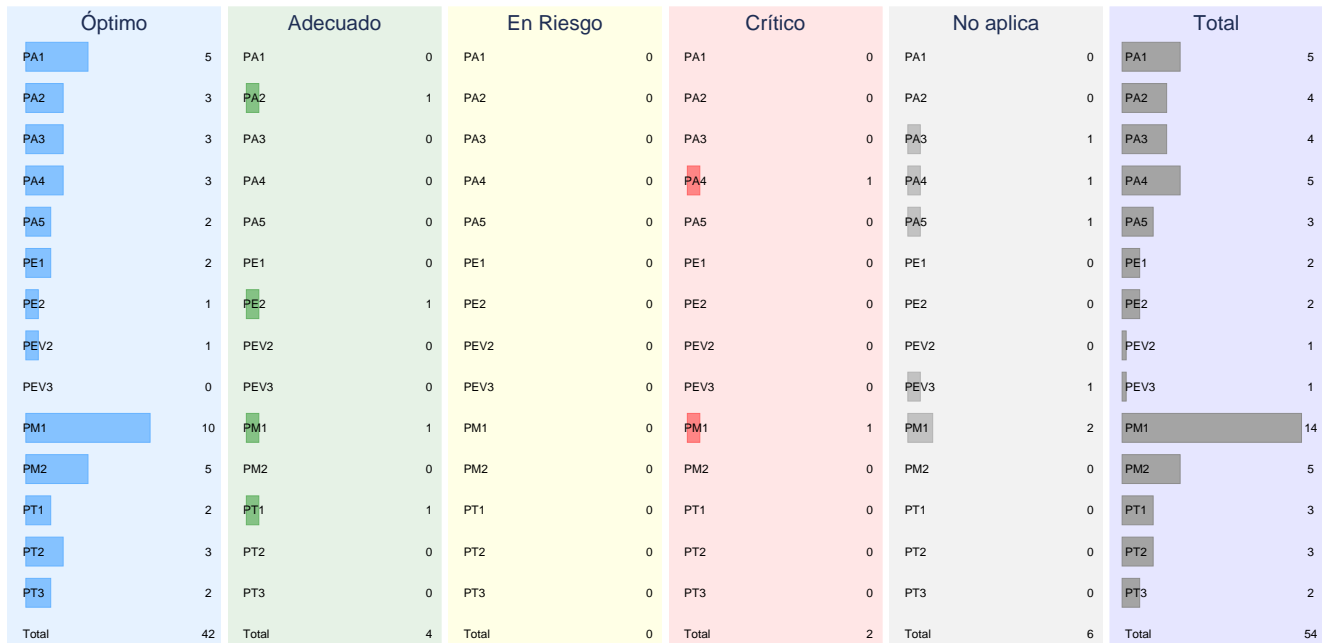 Óptimo Adecuado En Riesgo Crítico No aplica Total
PA1 5 PA1 0 PA1 0 PA1 0 PA1 0 PA1 5
PA2 3 PA2 1 PA2 0 PA2 0 PA2 0 PA2 4
PA3 3 PA3 0 PA3 0 PA3 0 PA3 1 PA3 4
PA4 3 PA4 0 PA4 0 PA4 1 PA4 1 PA4 5
PA5 2 PA5 0 PA5 0 PA5 0 PA5 1 PA5 3
PE1 2 PE1 0 PE1 0 PE1 0 PE1 0 PE1 2
PE2 1 PE2 1 PE2 0 PE2 0 PE2 0 PE2 2
PEV2 1 PEV2 0 PEV2 0 PEV2 0 PEV2 0 PEV2 1
PEV3 0 PEV3 0 PEV3 0 PEV3 0 PEV3 1 PEV3 1
PM1 10 PM1 1 PM1 0 PM1 1 PM1 2 PM1 14
PM2 5 PM2 0 PM2 0 PM2 0 PM2 0 PM2 5
PT1 2 PT1 1 PT1 0 PT1 0 PT1 0 PT1 3
PT2 3 PT2 0 PT2 0 PT2 0 PT2 0 PT2 3
PT3 2 PT3 0 PT3 0 PT3 0 PT3 0 PT3 2
Total 42 Total 4 Total 0 Total 2 Total 6 Total 54